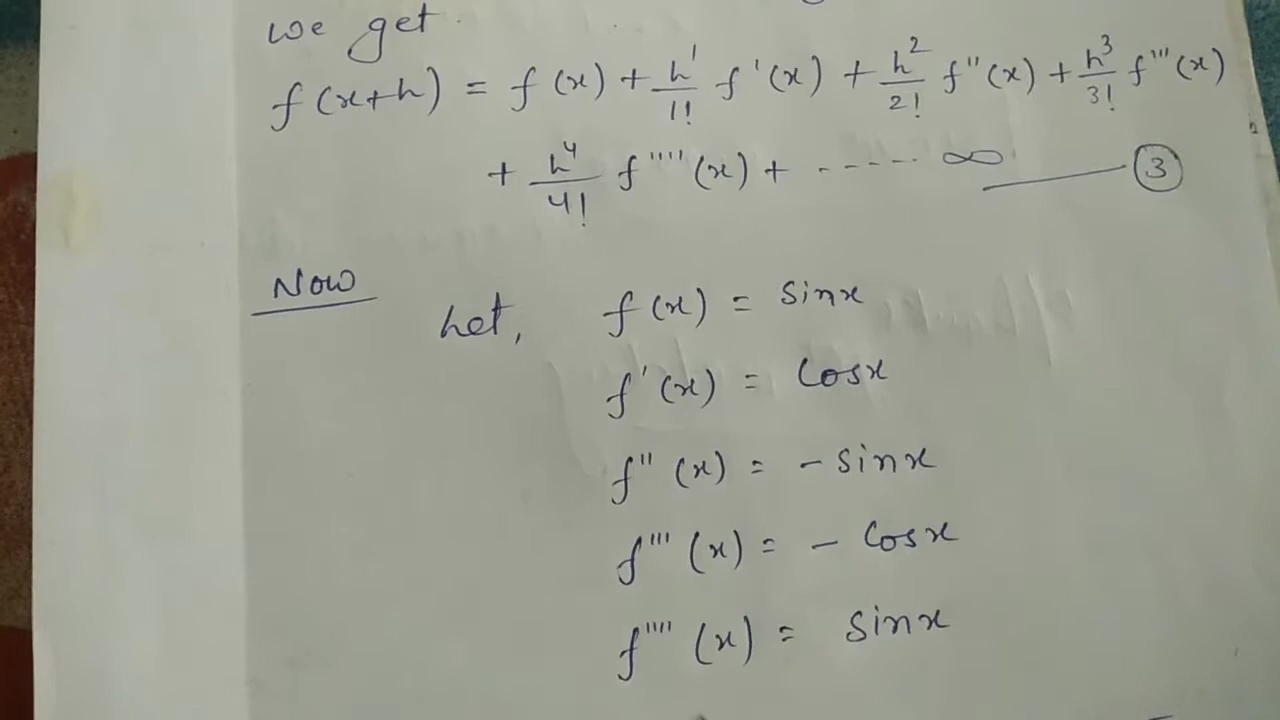 we get.
f(x+h) = f(x) + h¹/1! f'(x) + h²/2! f''(x) + h³/3! f'''(x)
+ h⁴/4! f''''(x) + ----- ∞ —— ③
Now
Let, f(x) = sinx
f'(x) = Cosx
f''(x) = - sinx
f'''(x) = - Cosx
f''''(x) = sinx